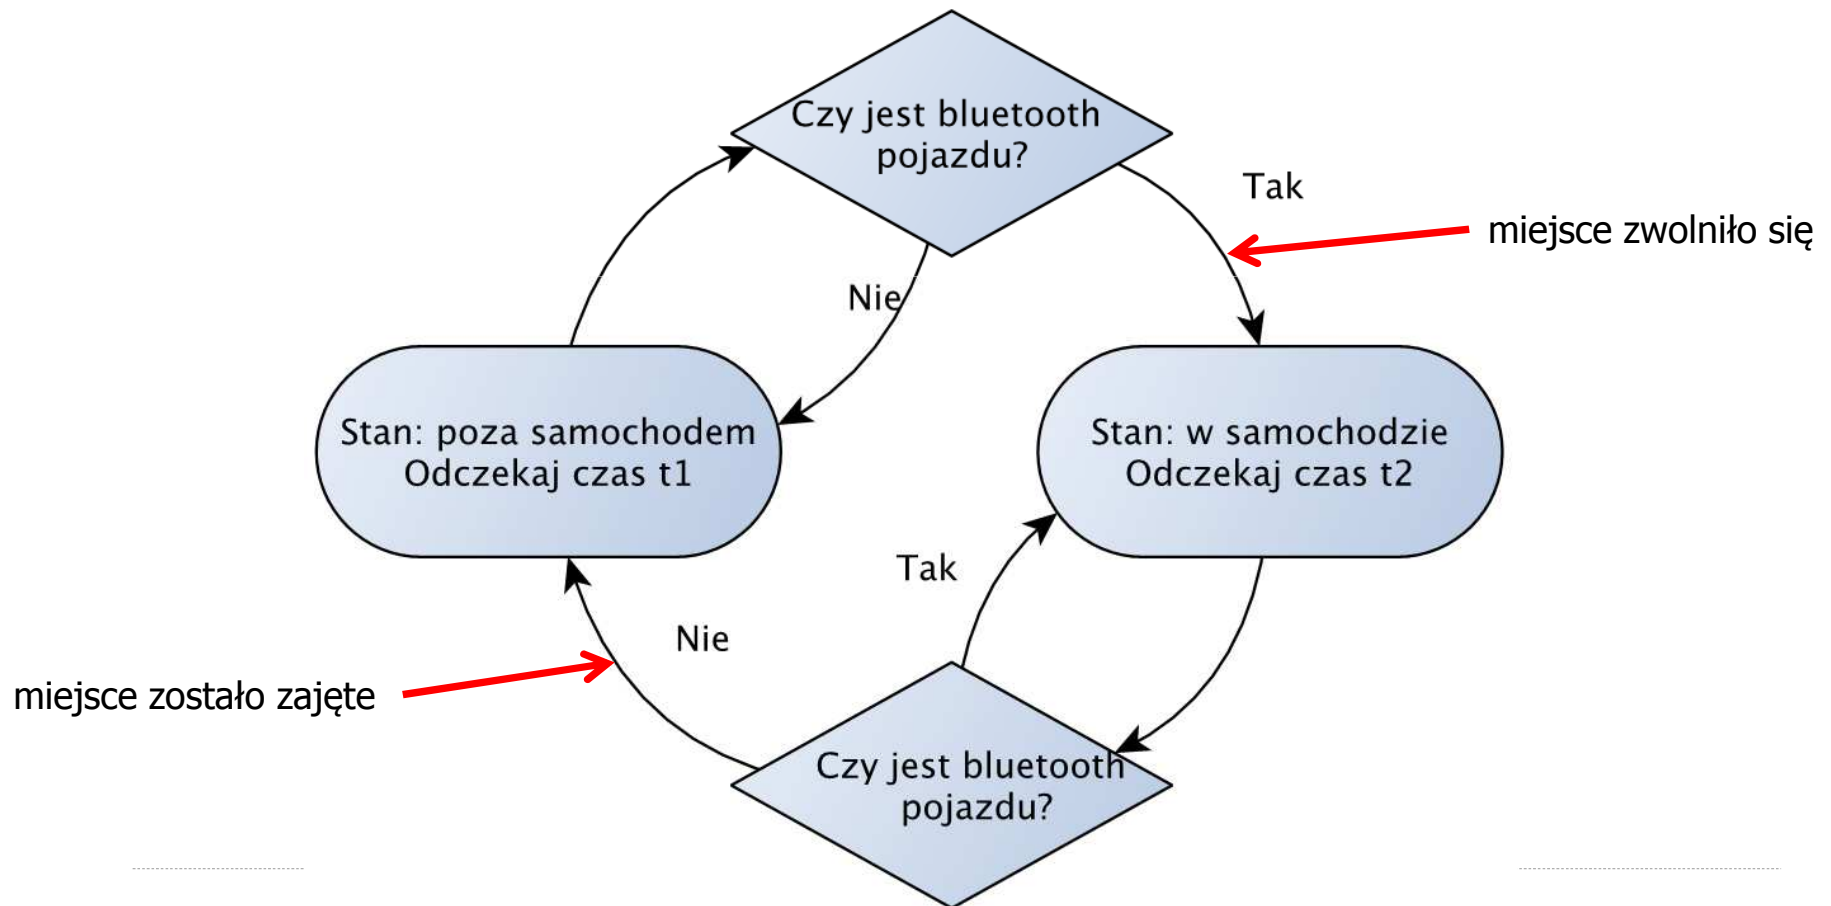 Czy jest bluetooth
pojazdu?
Tak
miejsce zwolniło się
Nie
Stan: poza samochodem
Odczekaj czas t1
Stan: w samochodzie
Odczekaj czas t2
Tak
Nie
miejsce zostało zajęte
Czy jest bluetooth
pojazdu?